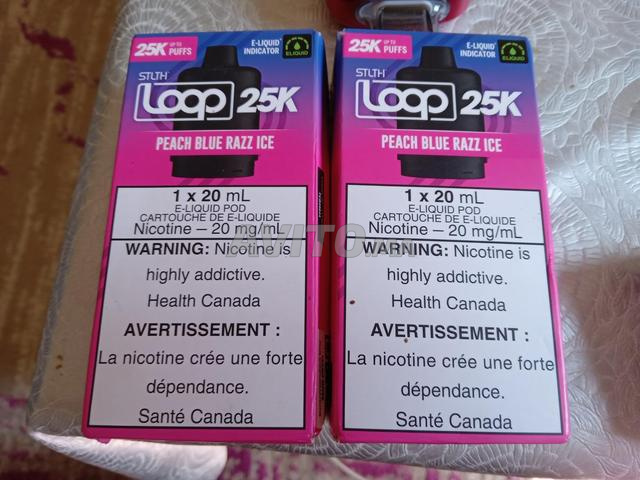 25K UP TO PUFFS
E-LIQUID INDICATOR
ELIQUID
STLTH
Loop 25K
PEACH BLUE RAZZ ICE
1 x 20 mL
E-LIQUID POD
CARTOUCHE DE E-LIQUIDE
Nicotine – 20 mg/mL
WARNING: Nicotine is
highly addictive.
Health Canada
AVERTISSEMENT :
La nicotine crée une forte
dépendance.
Santé Canada
25K UP TO PUFFS
E-LIQUID INDICATOR
ELIQUID
STLTH
Loop 25K
PEACH BLUE RAZZ ICE
1 x 20 mL
E-LIQUID POD
CARTOUCHE DE E-LIQUIDE
Nicotine – 20 mg/mL
WARNING: Nicotine is
highly addictive.
Health Canada
AVERTISSEMENT :
La nicotine crée une forte
dépendance.
Santé Canada